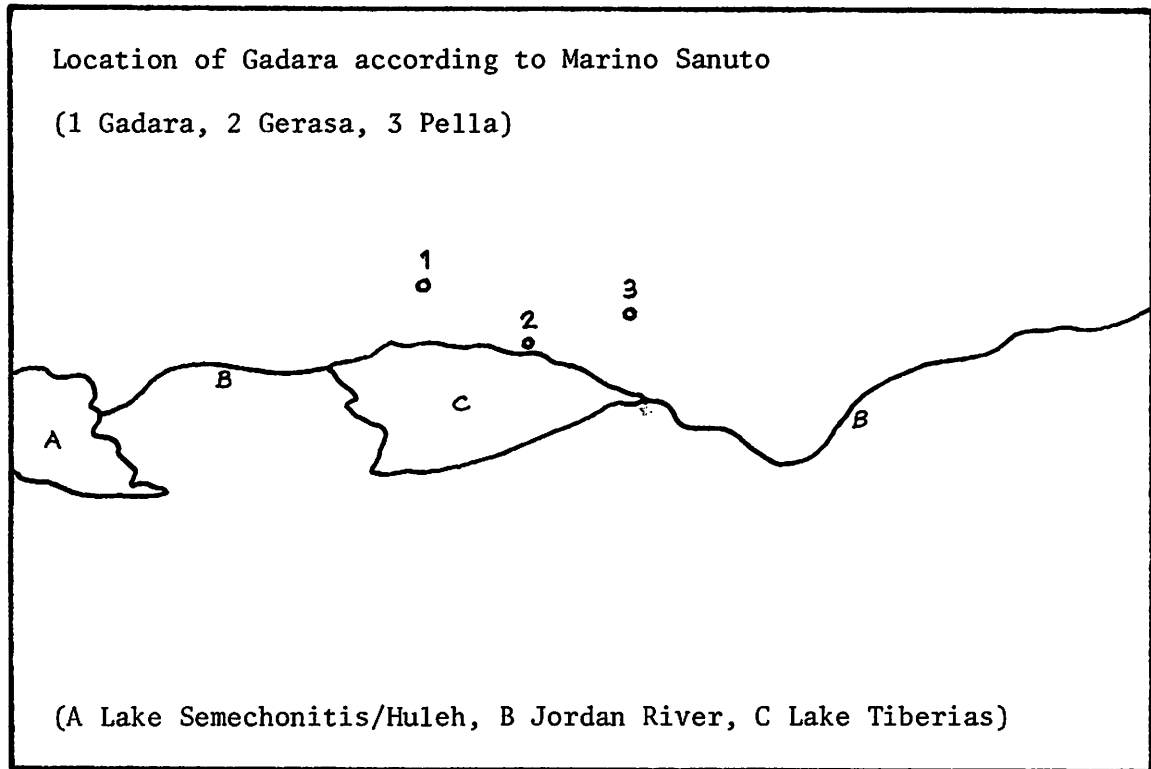 Location of Gadara according to Marino Sanuto
(1 Gadara, 2 Gerasa, 3 Pella)
1
3
2
B
C
B
A
(A Lake Semechonitis/Huleh, B Jordan River, C Lake Tiberias)